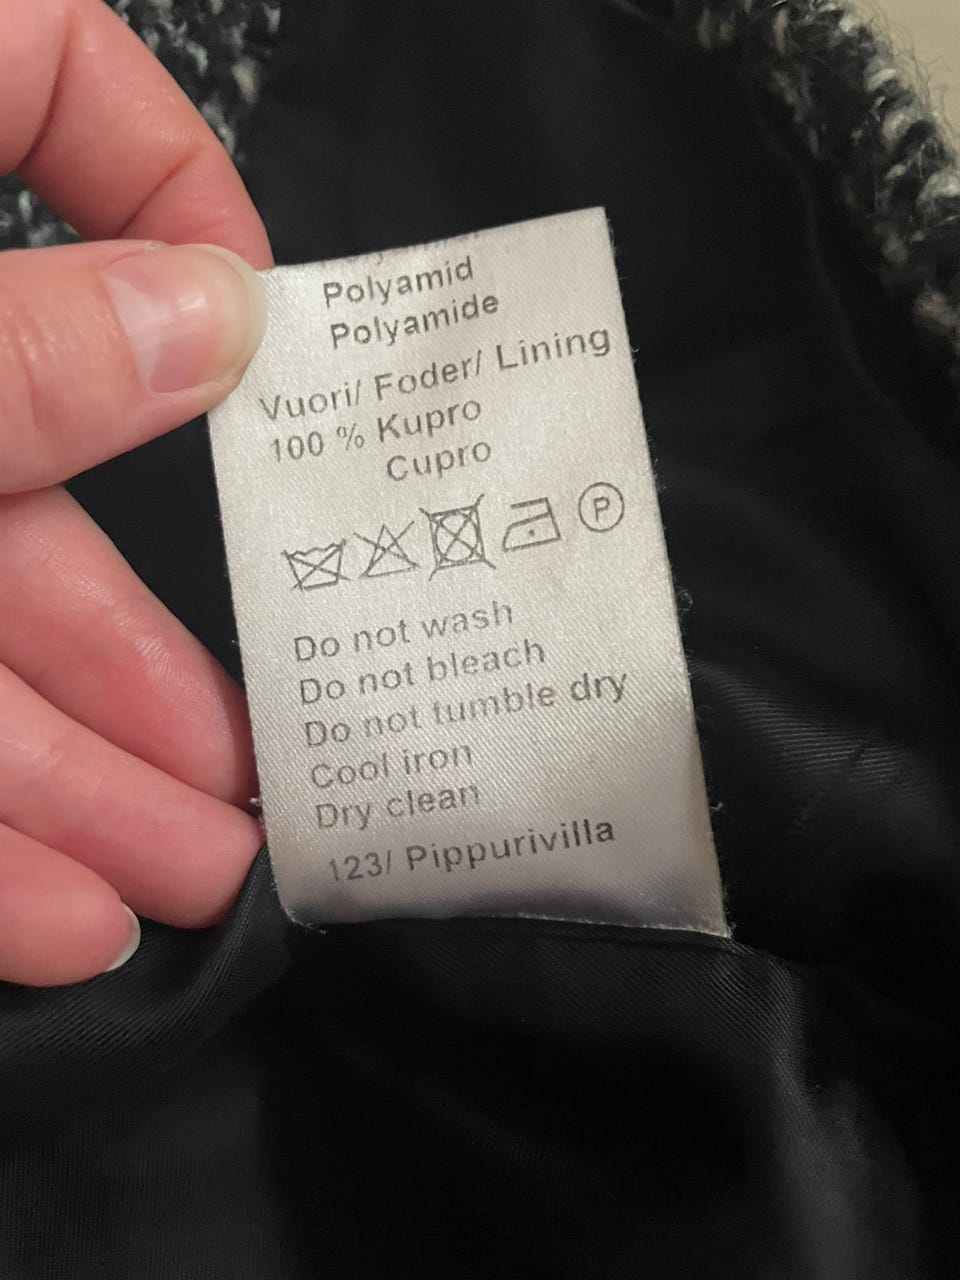 Polyamid
Polyamide
Vuori/ Foder/ Lining
100 % Kupro
Cupro
P
Do not wash
Do not bleach
Do not tumble dry
Cool iron
Dry clean
123/ Pippurivilla